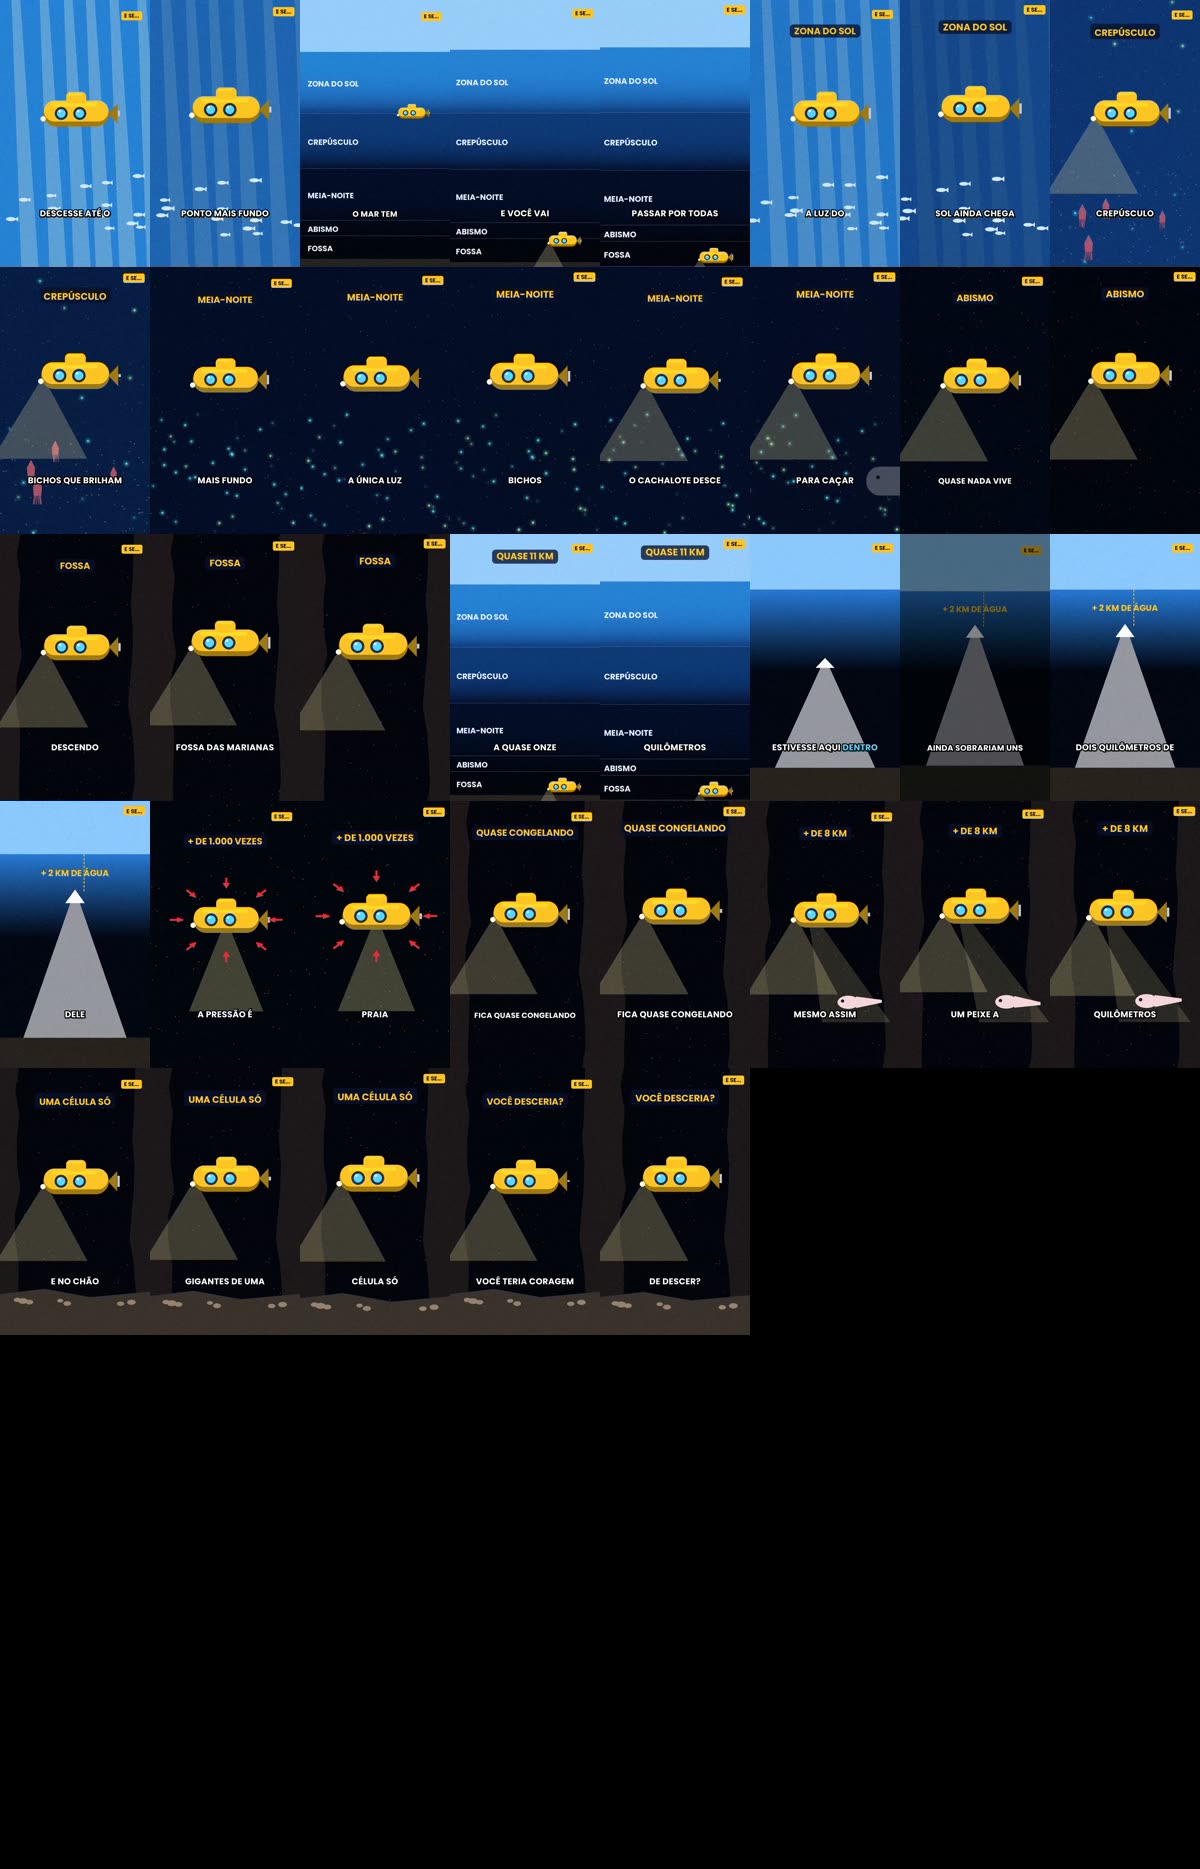 E SE...
DESCESSE ATÉ O
E SE...
PONTO MAIS FUNDO
E SE...
ZONA DO SOL
CREPÚSCULO
MEIA-NOITE
O MAR TEM
ABISMO
FOSSA
E SE...
ZONA DO SOL
CREPÚSCULO
MEIA-NOITE
E VOCÊ VAI
ABISMO
FOSSA
E SE...
ZONA DO SOL
CREPÚSCULO
MEIA-NOITE
PASSAR POR TODAS
ABISMO
FOSSA
E SE...
ZONA DO SOL
A LUZ DO
E SE...
ZONA DO SOL
SOL AINDA CHEGA
E SE...
CREPÚSCULO
CREPÚSCULO
E SE...
CREPÚSCULO
BICHOS QUE BRILHAM
E SE...
MEIA-NOITE
MAIS FUNDO
E SE...
MEIA-NOITE
A ÚNICA LUZ
E SE...
MEIA-NOITE
BICHOS
E SE...
MEIA-NOITE
O CACHALOTE DESCE
E SE...
MEIA-NOITE
PARA CAÇAR
E SE...
ABISMO
QUASE NADA VIVE
E SE...
ABISMO
E SE...
FOSSA
DESCENDO
E SE...
FOSSA
FOSSA DAS MARIANAS
E SE...
FOSSA
E SE...
QUASE 11 KM
ZONA DO SOL
CREPÚSCULO
MEIA-NOITE
A QUASE ONZE
ABISMO
FOSSA
E SE...
QUASE 11 KM
ZONA DO SOL
CREPÚSCULO
MEIA-NOITE
QUILÔMETROS
ABISMO
FOSSA
E SE...
ESTIVESSE AQUI DENTRO
E SE...
+ 2 KM DE ÁGUA
AINDA SOBRARIAM UNS
E SE...
+ 2 KM DE ÁGUA
DOIS QUILÔMETROS DE
E SE...
+ 2 KM DE ÁGUA
DELE
E SE...
+ DE 1.000 VEZES
A PRESSÃO É
E SE...
+ DE 1.000 VEZES
PRAIA
E SE...
QUASE CONGELANDO
FICA QUASE CONGELANDO
E SE...
QUASE CONGELANDO
FICA QUASE CONGELANDO
E SE...
+ DE 8 KM
MESMO ASSIM
E SE...
+ DE 8 KM
UM PEIXE A
E SE...
+ DE 8 KM
QUILÔMETROS
E SE...
UMA CÉLULA SÓ
E NO CHÃO
E SE...
UMA CÉLULA SÓ
GIGANTES DE UMA
E SE...
UMA CÉLULA SÓ
CÉLULA SÓ
E SE...
VOCÊ DESCERIA?
VOCÊ TERIA CORAGEM
E SE...
VOCÊ DESCERIA?
DE DESCER?